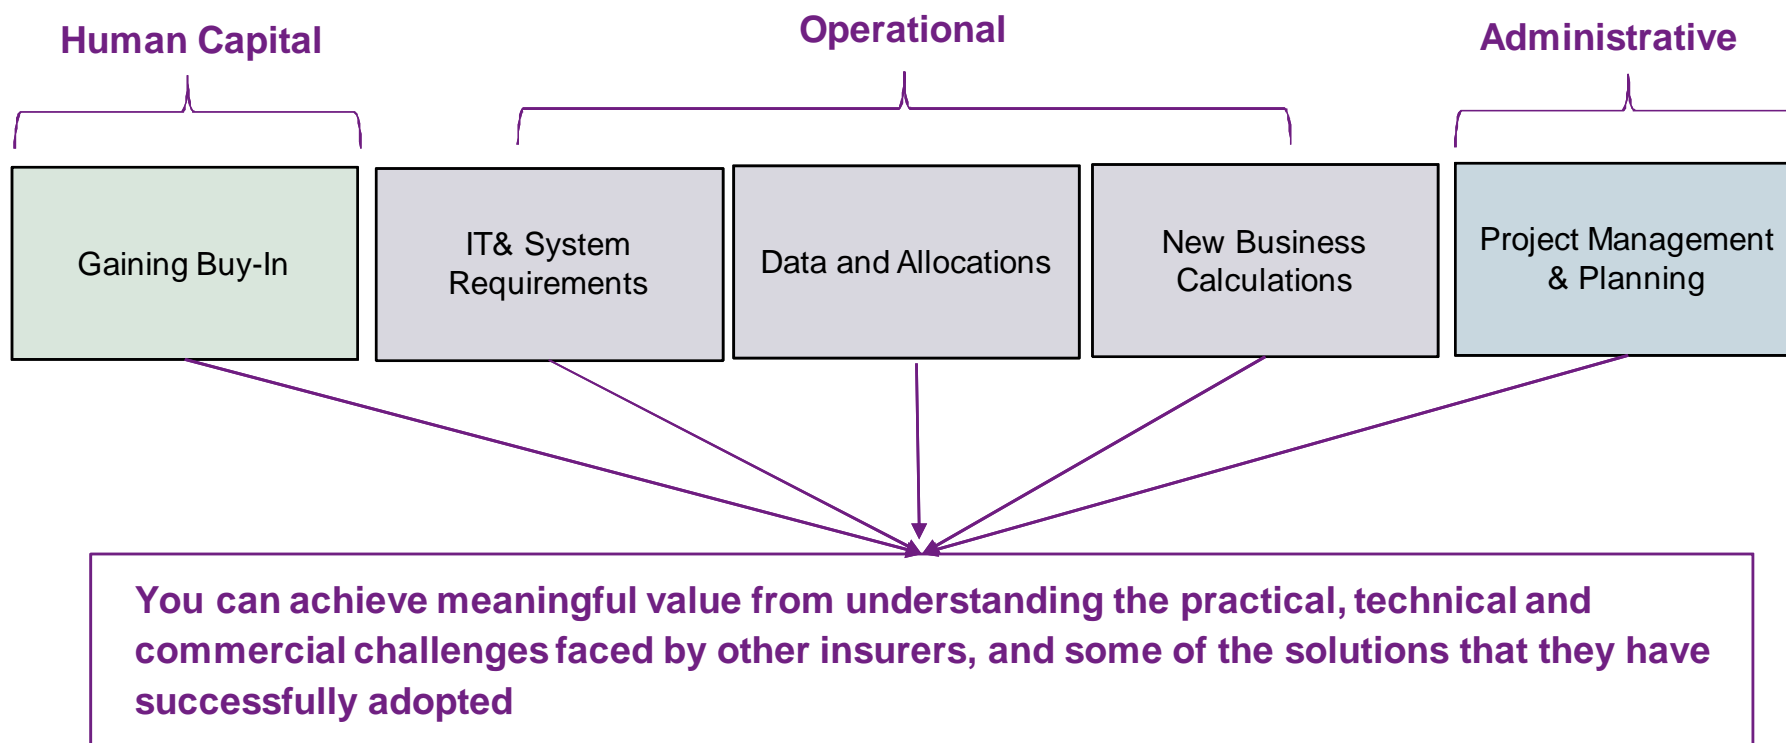 Human Capital
Operational
Administrative
Gaining Buy-In
IT& System
Requirements
Data and Allocations
New Business
Calculations
Project Management
& Planning
You can achieve meaningful value from understanding the practical, technical and
commercial challenges faced by other insurers, and some of the solutions that they have
successfully adopted